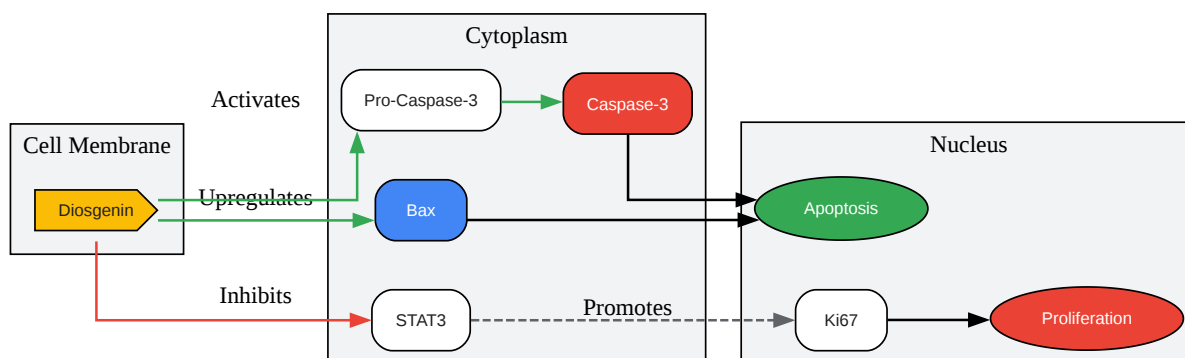 Cytoplasm
Activates
Pro-Caspase-3
Caspase-3
Cell Membrane
Nucleus
Diosgenin
Upregulates
Bax
Apoptosis
Inhibits
STAT3
Promotes
Ki67
Proliferation